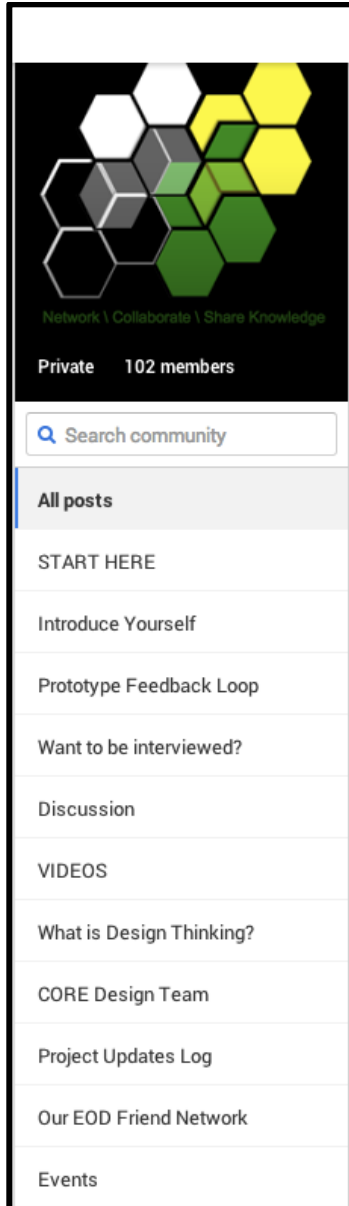 Network \ Collaborate \ Share Knowledge
Private 102 members
Search community
All posts
START HERE
Introduce Yourself
Prototype Feedback Loop
Want to be interviewed?
Discussion
VIDEOS
What is Design Thinking?
CORE Design Team
Project Updates Log
Our EOD Friend Network
Events